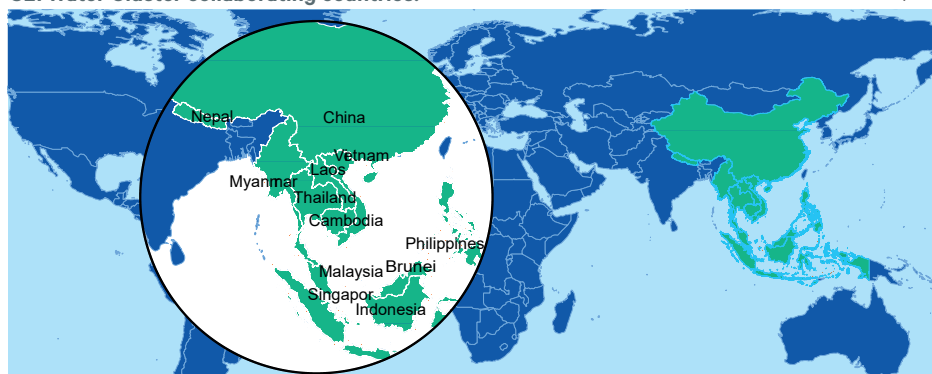 China
Nepal
Vietnam
Laos
Myanmar
Thailand
Cambodia
Philippines
Brunei
Malaysia
Singapor
Indonesia